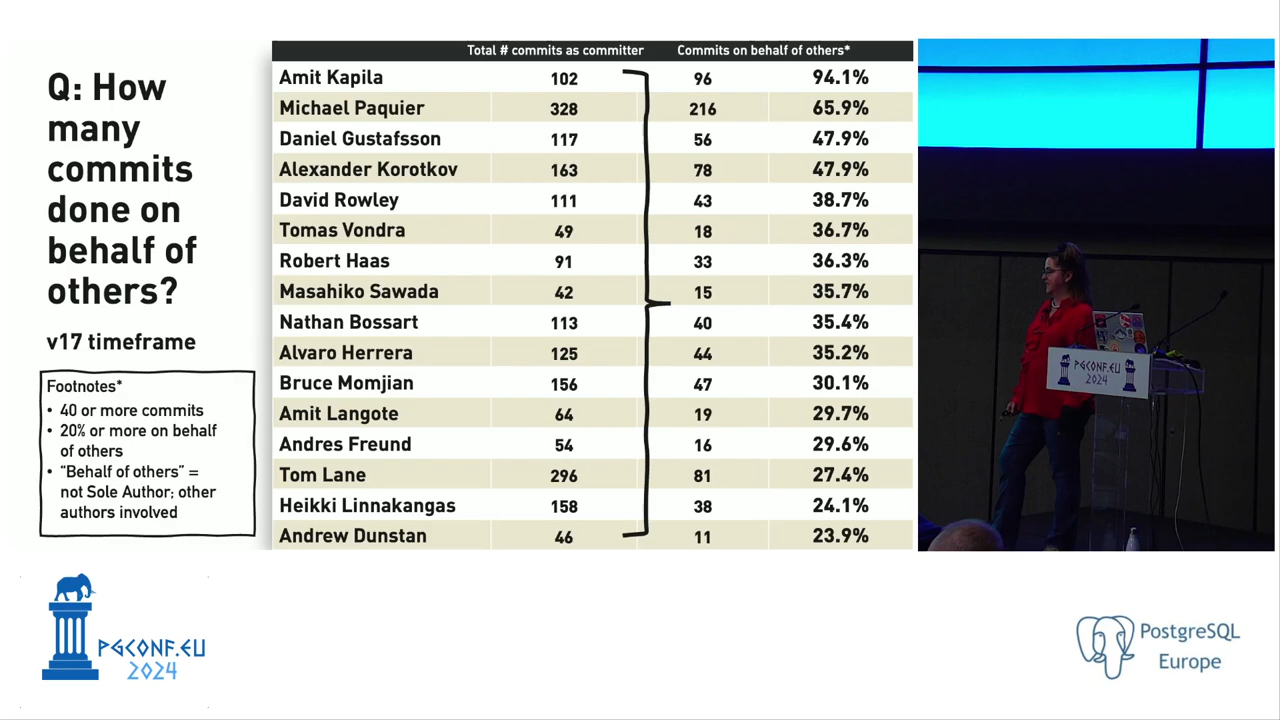 Q: How
many
commits
done on
behalf of
others?
v17 timeframe
Footnotes*
• 40 or more commits
• 20% or more on behalf
of others
• “Behalf of others” =
not Sole Author; other
authors involved
Total # commits as committer Commits on behalf of others*
Amit Kapila 102 96 94.1%
Michael Paquier 328 216 65.9%
Daniel Gustafsson 117 56 47.9%
Alexander Korotkov 163 78 47.9%
David Rowley 111 43 38.7%
Tomas Vondra 49 18 36.7%
Robert Haas 91 33 36.3%
Masahiko Sawada 42 15 35.7%
Nathan Bossart 113 40 35.4%
Alvaro Herrera 125 44 35.2%
Bruce Momjian 156 47 30.1%
Amit Langote 64 19 29.7%
Andres Freund 54 16 29.6%
Tom Lane 296 81 27.4%
Heikki Linnakangas 158 38 24.1%
Andrew Dunstan 46 11 23.9%
PGCONF.EU
2024
PGCONF.EU
2024
PostgreSQL
Europe